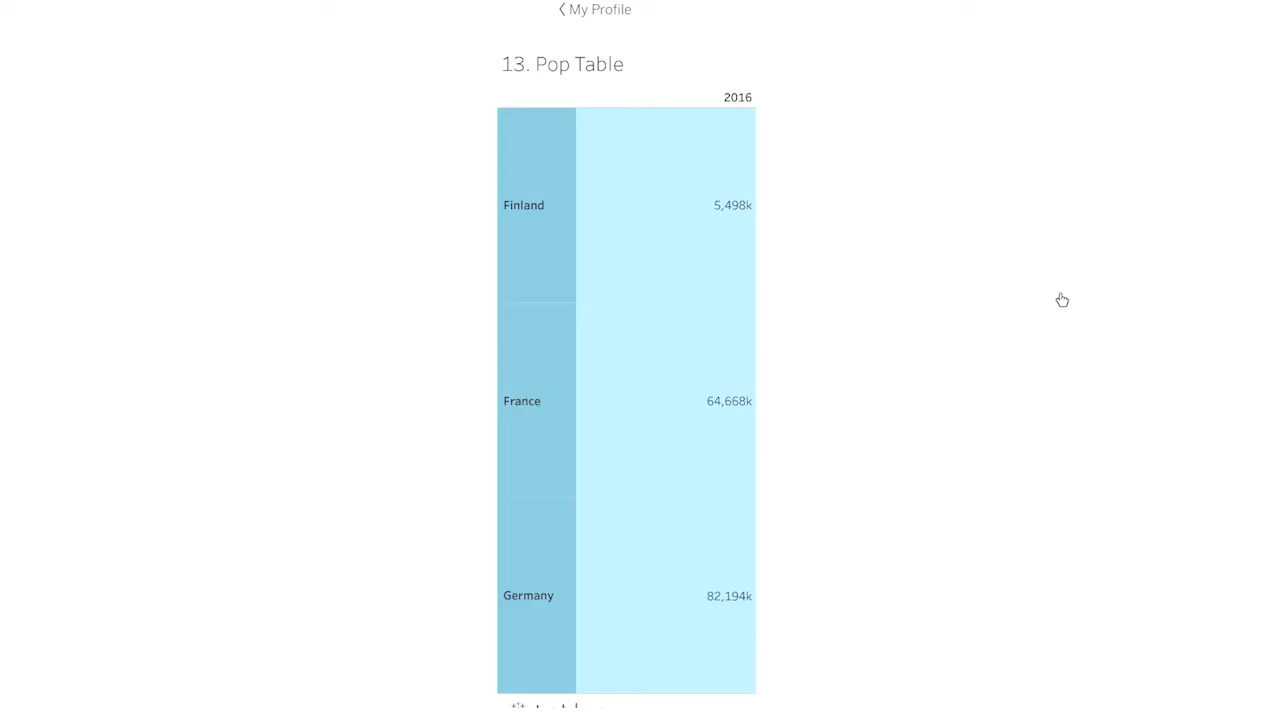 My Profile
13. Pop Table
2016
Finland 5,498k
France 64,668k
Germany 82,194k